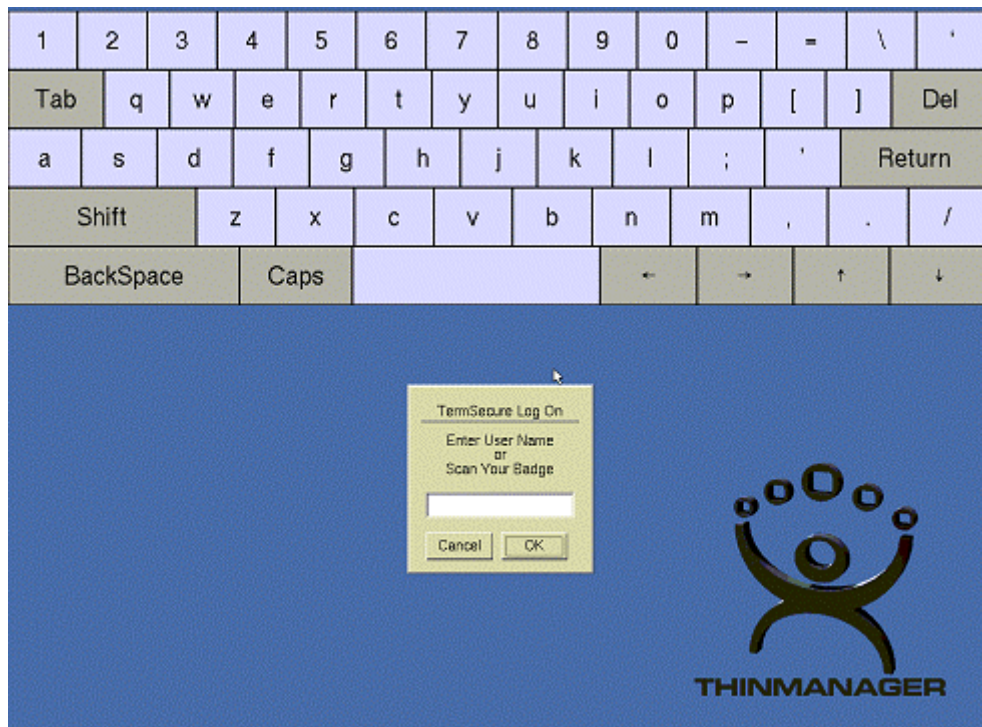 1 2 3 4 5 6 7 8 9 0 - = \ '
Tab q w e r t y u i o p [ ] Del
a s d f g h j k l ; ' Return
Shift z x c v b n m , . /
BackSpace Caps ← → ↑ ↓
TermSecure Log On
Enter User Name
or
Scan Your Badge
Cancel OK
THINMANAGER